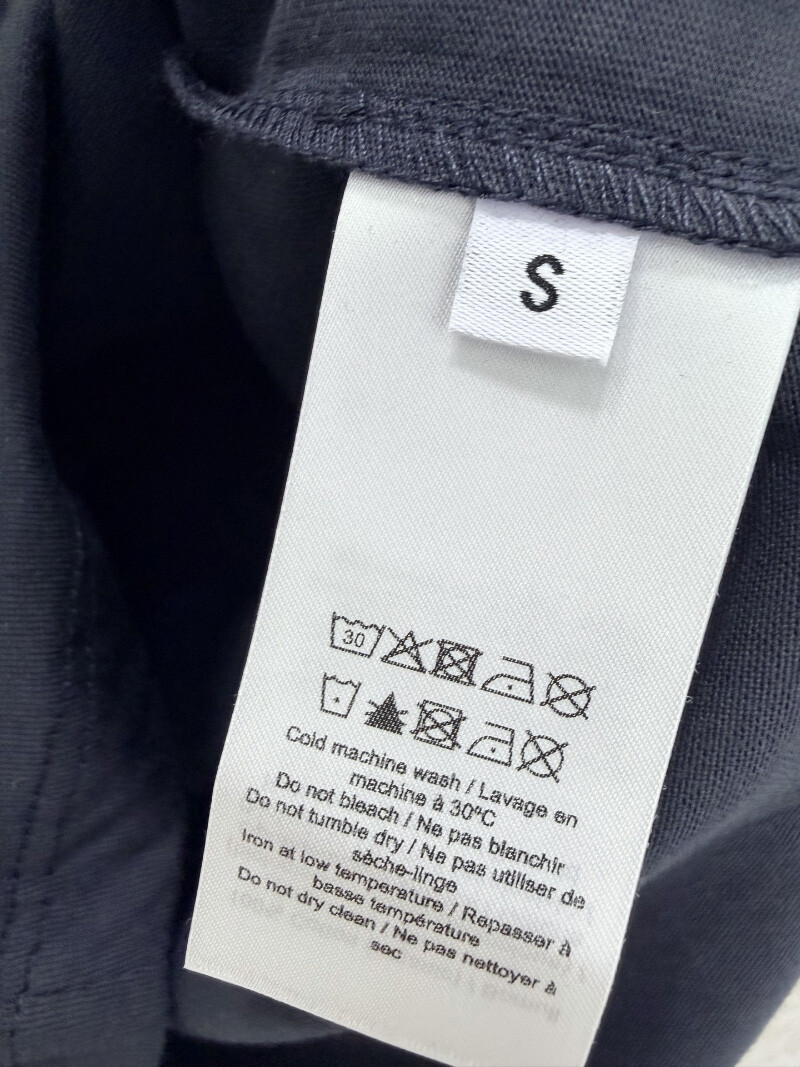 S
30
Cold machine wash / Lavage en
machine à 30°C
Do not bleach / Ne pas blanchir
Do not tumble dry / Ne pas utiliser de
sèche-linge
Iron at low temperature / Repasser à
basse température
Do not dry clean / Ne pas nettoyer à
sec